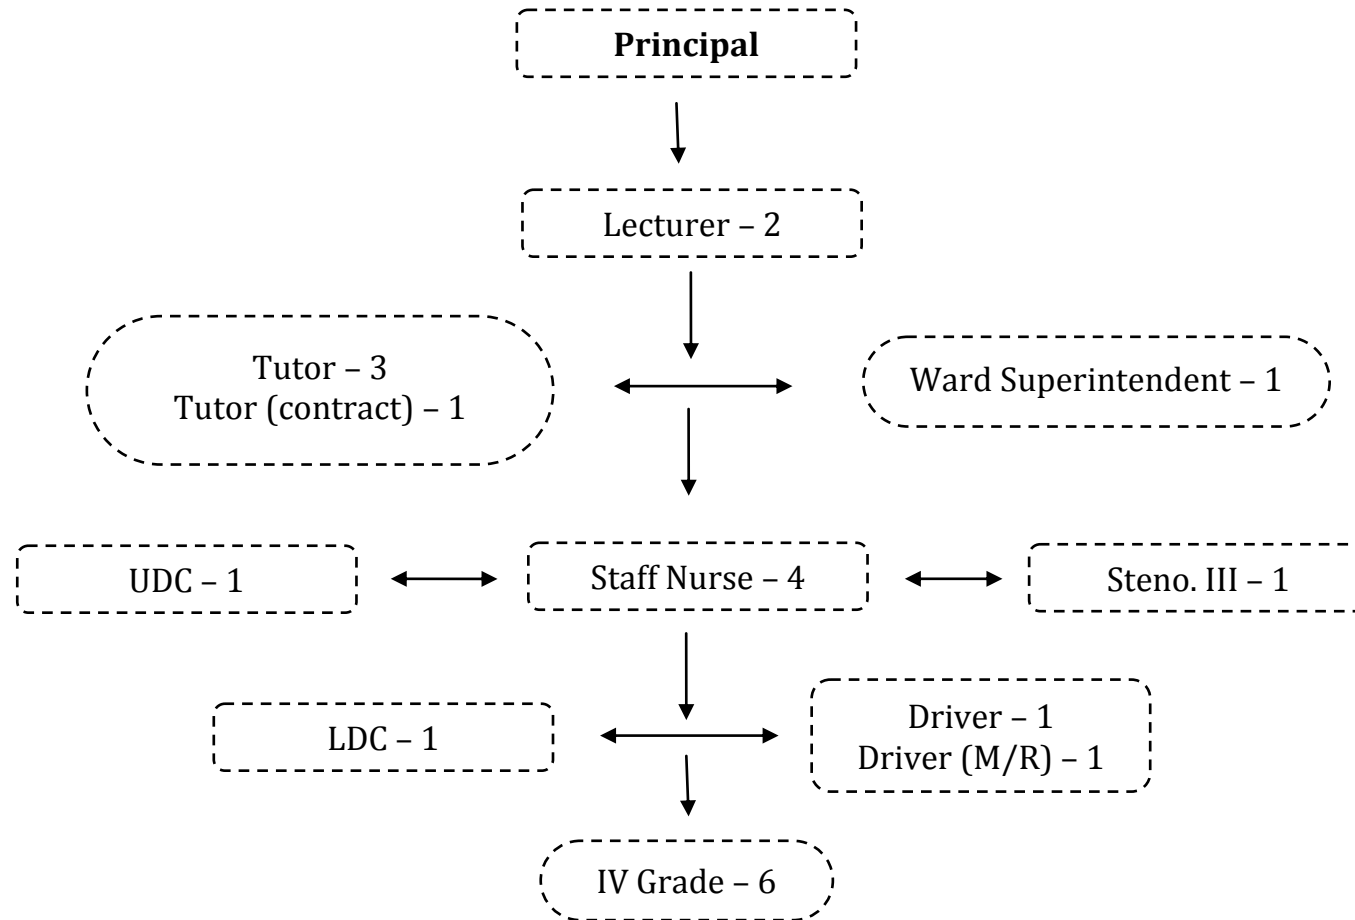 Principal
Lecturer – 2
Tutor – 3
Tutor (contract) – 1
Ward Superintendent – 1
UDC – 1
Staff Nurse – 4
Steno. III – 1
LDC – 1
Driver – 1
Driver (M/R) – 1
IV Grade – 6